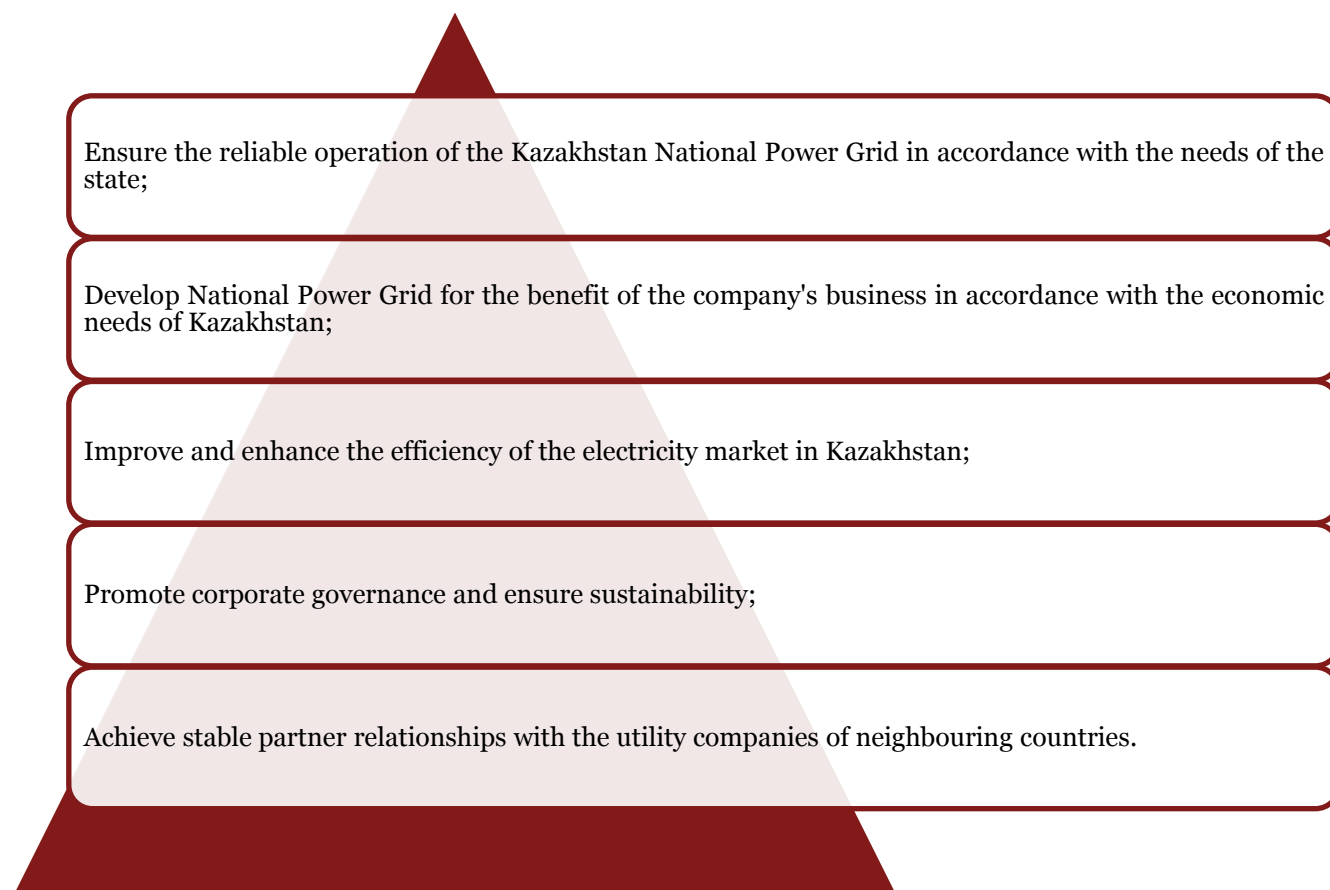 Ensure the reliable operation of the Kazakhstan National Power Grid in accordance with the needs of the
state;
Develop National Power Grid for the benefit of the company's business in accordance with the economic
needs of Kazakhstan;
Improve and enhance the efficiency of the electricity market in Kazakhstan;
Promote corporate governance and ensure sustainability;
Achieve stable partner relationships with the utility companies of neighbouring countries.